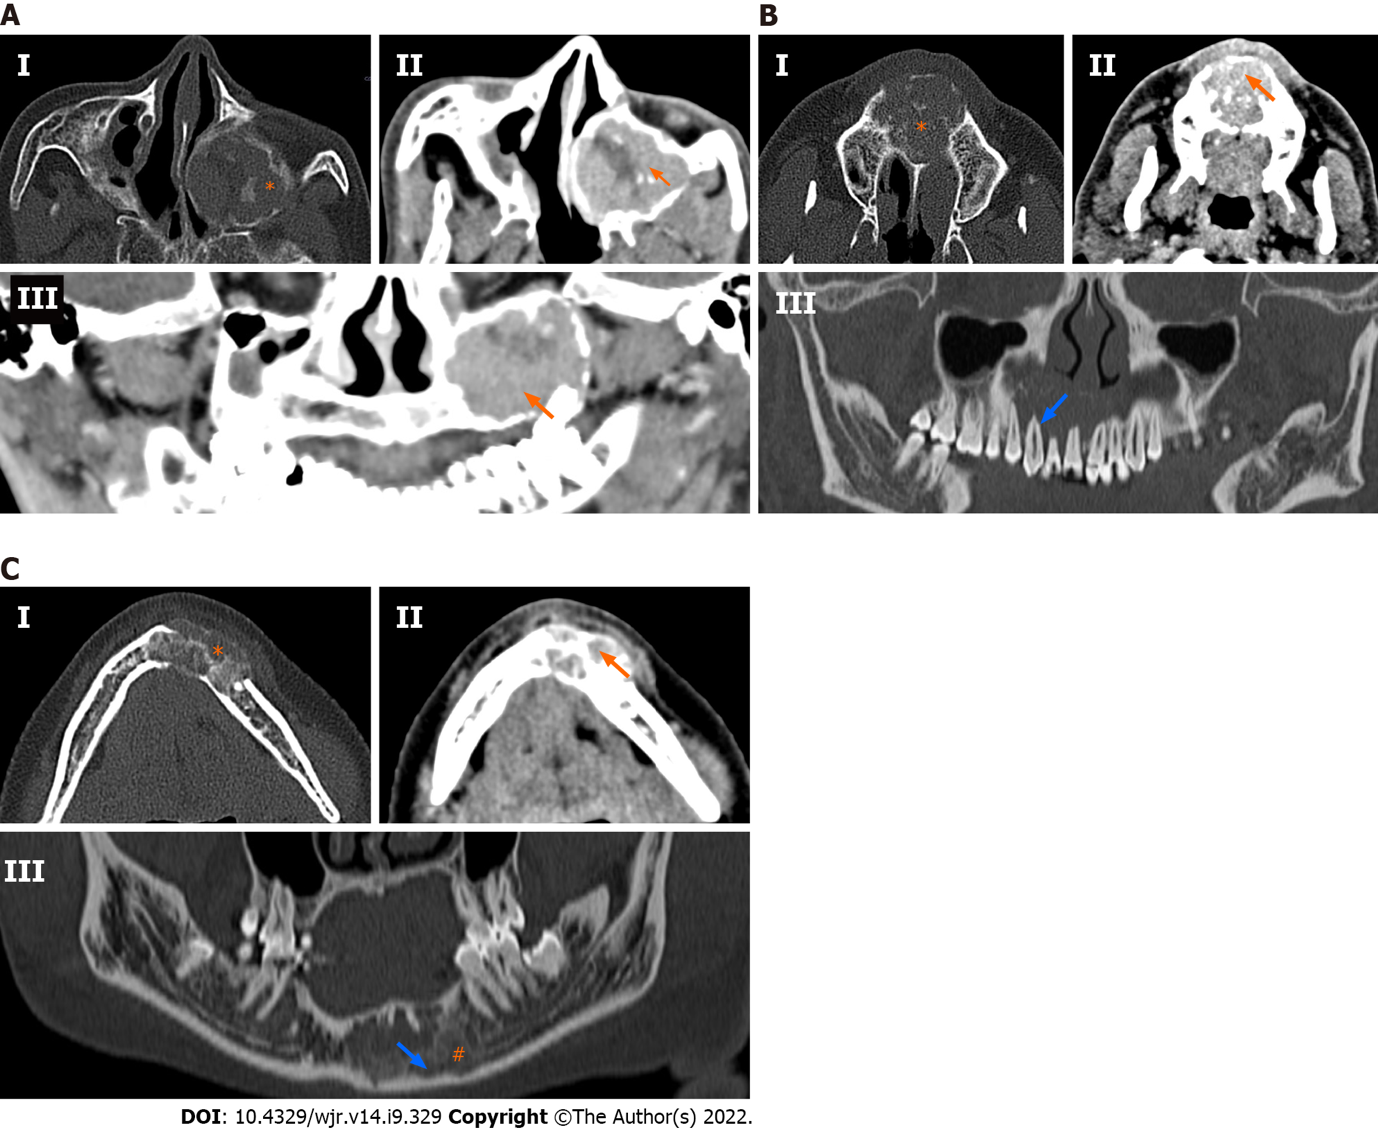 A
B
I
II
I
II
*
*
III
III
C
I
II
*
III
#
DOI: 10.4329/wjr.v14.i9.329 Copyright ©The Author(s) 2022.